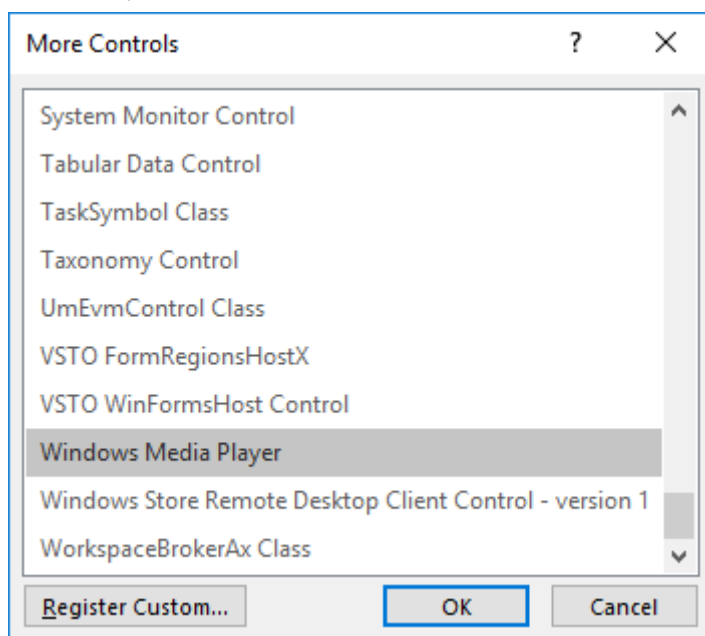 More Controls
?
System Monitor Control
Tabular Data Control
TaskSymbol Class
Taxonomy Control
UmEvmControl Class
VSTO FormRegionsHostX
VSTO WinFormsHost Control
Windows Media Player
Windows Store Remote Desktop Client Control - version 1
WorkspaceBrokerAx Class
Register Custom... OK Cancel